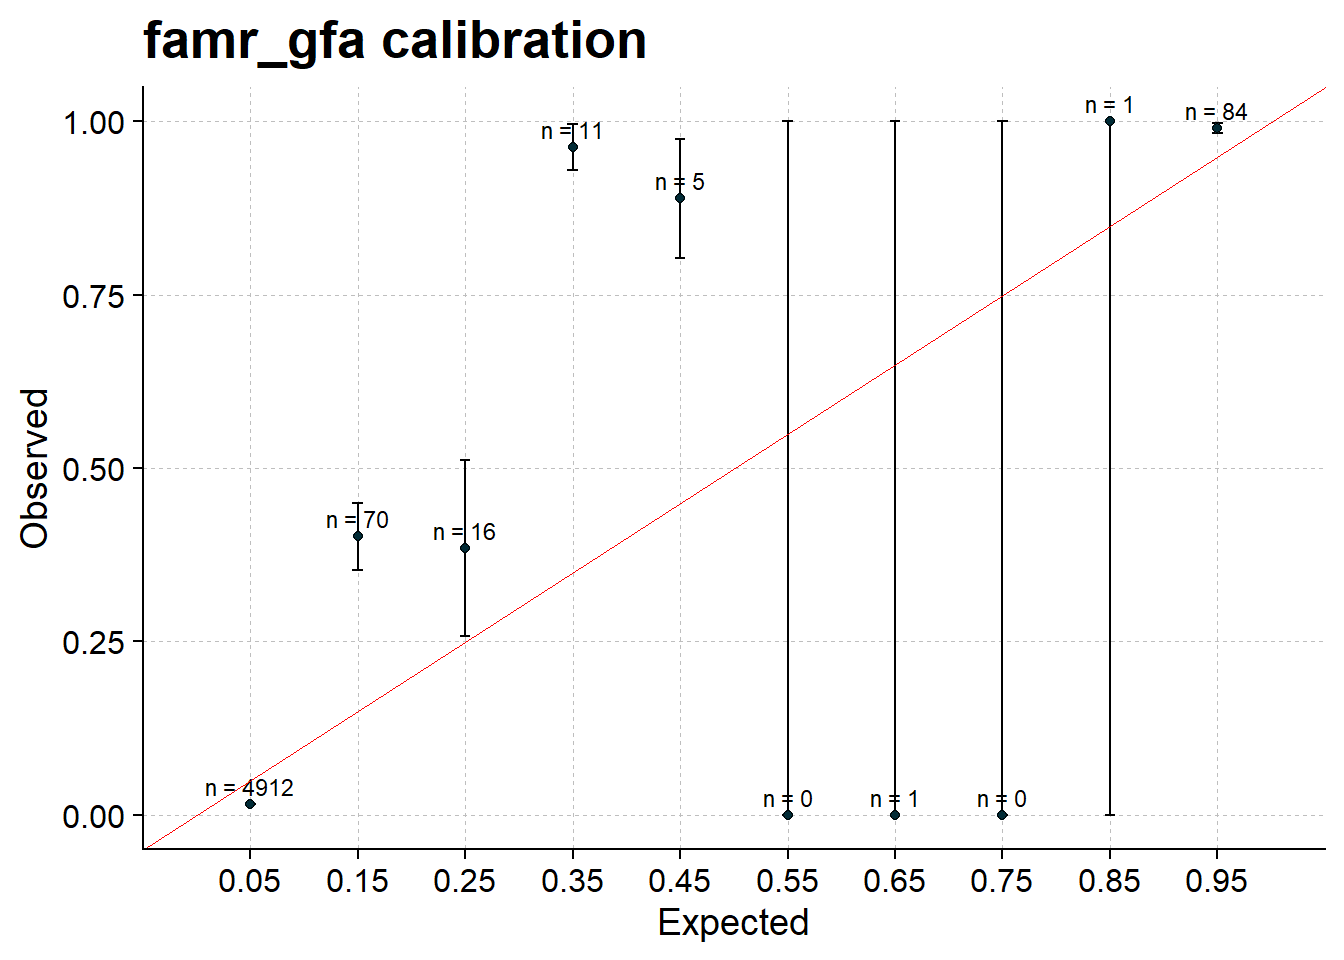 famr_gfa calibration
Observed
1.00
0.75
0.50
0.25
0.00
n = 4912
n = 70
n = 16
n = 11
n = 5
n = 0
n = 1
n = 0
n = 1
n = 84
0.05 0.15 0.25 0.35 0.45 0.55 0.65 0.75 0.85 0.95
Expected